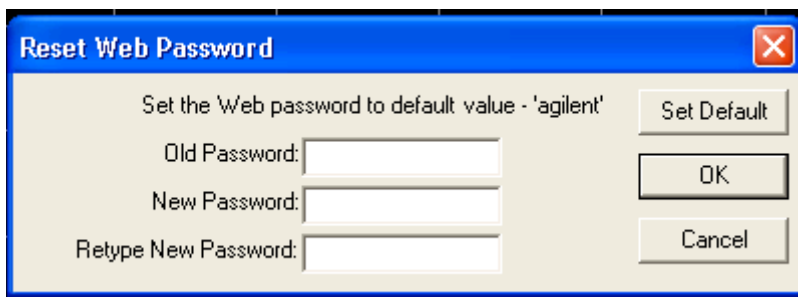 Reset Web Password
Set the Web password to default value - 'agilent'
Set Default
Old Password:
OK
New Password:
Retype New Password:
Cancel